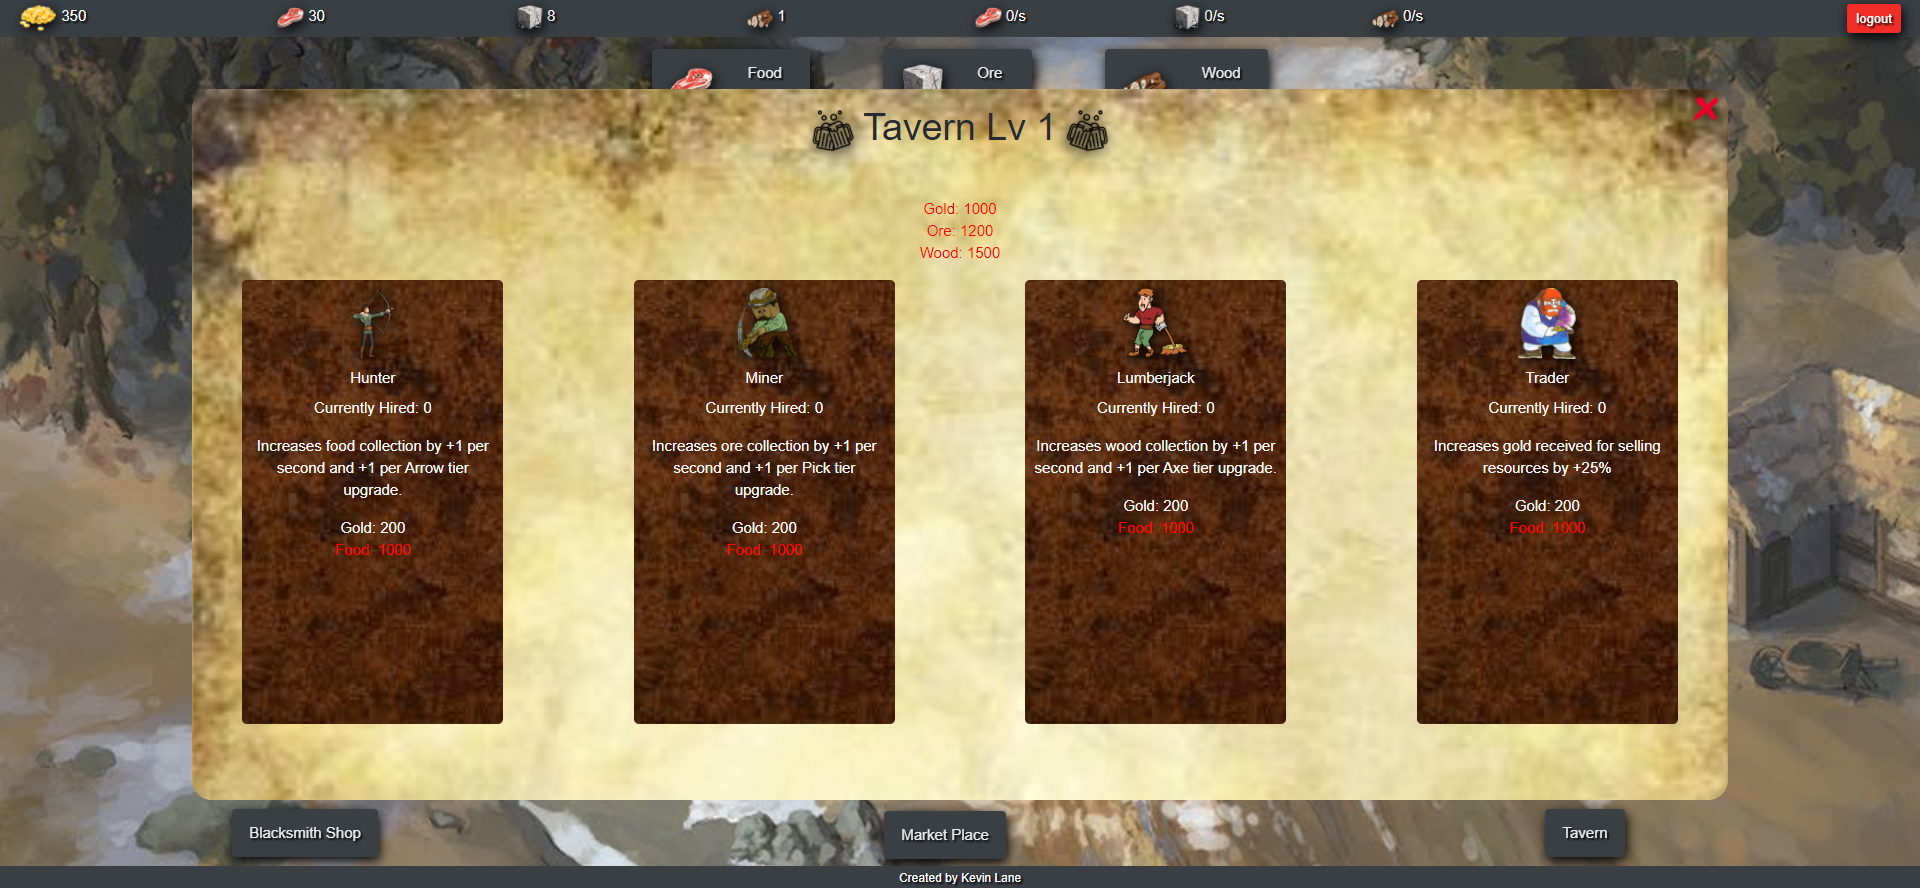 350
30
8
1
0/s
0/s
0/s
logout
Food
Ore
Wood
Tavern Lv 1
Gold: 1000
Ore: 1200
Wood: 1500
Hunter
Currently Hired: 0
Increases food collection by +1 per
second and +1 per Arrow tier
upgrade.
Gold: 200
Food: 1000
Miner
Currently Hired: 0
Increases ore collection by +1 per
second and +1 per Pick tier
upgrade.
Gold: 200
Food: 1000
Lumberjack
Currently Hired: 0
Increases wood collection by +1 per
second and +1 per Axe tier upgrade.
Gold: 200
Food: 1000
Trader
Currently Hired: 0
Increases gold received for selling
resources by +25%
Gold: 200
Food: 1000
Blacksmith Shop
Market Place
Tavern
Created by Kevin Lane